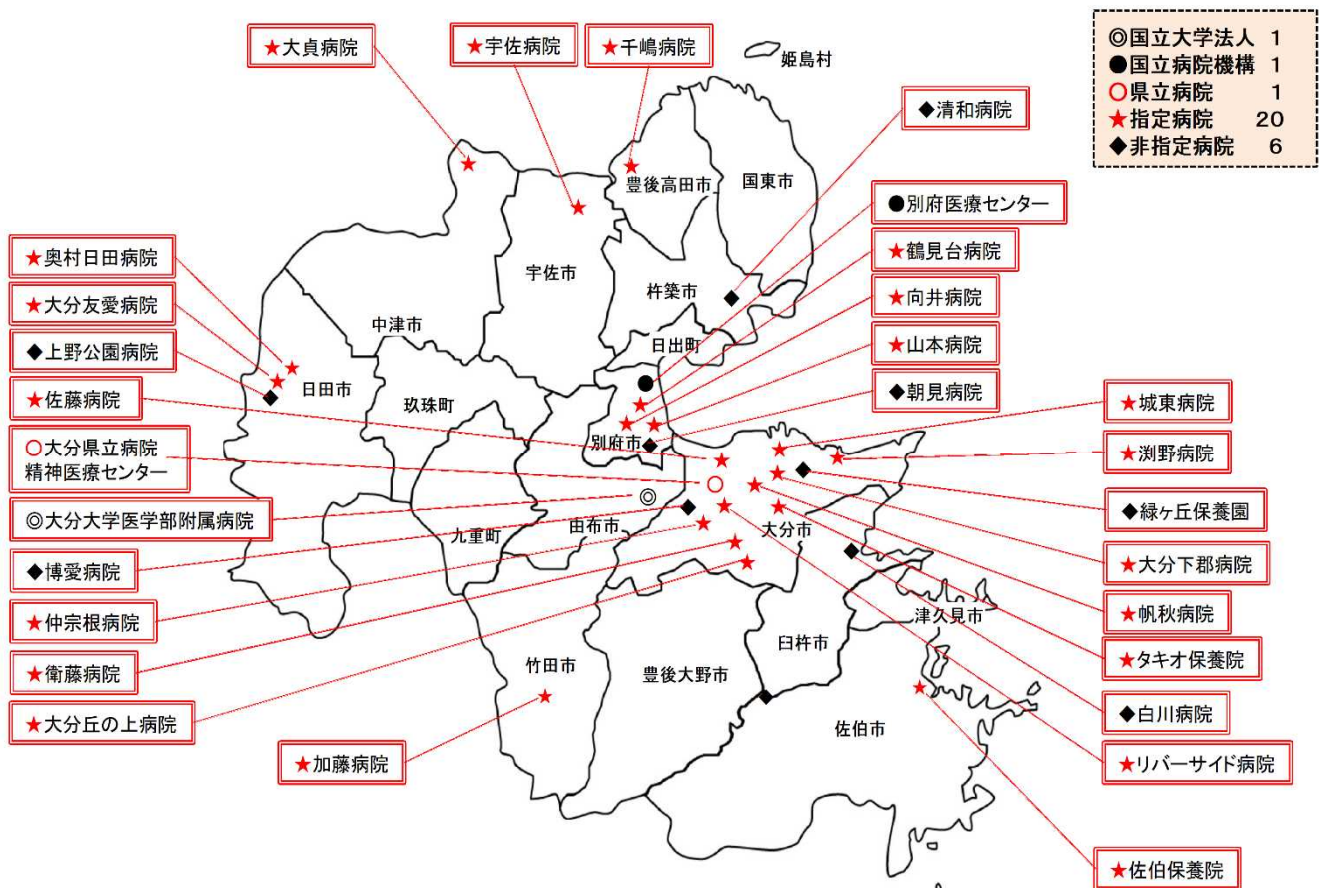 ◎国立大学法人 1
●国立病院機構 1
○県立病院 1
★指定病院 20
◆非指定病院 6
★大貞病院
★宇佐病院
★千嶋病院
姫島村
◆清和病院
豊後高田市
国東市
●別府医療センター
★鶴見台病院
★奥村日田病院
宇佐市
杵築市
★向井病院
★大分友愛病院
中津市
日出町
★山本病院
◆上野公園病院
日田市
玖珠町
◆朝見病院
★佐藤病院
別府市
★城東病院
○大分県立病院
精神医療センター
★渕野病院
◎大分大学医学部附属病院
九重町
由布市
大分市
◆緑ヶ丘保養園
◆博愛病院
★大分下郡病院
★仲宗根病院
津久見市
★帆秋病院
★衛藤病院
竹田市
豊後大野市
臼杵市
★タキオ保養院
★大分丘の上病院
佐伯市
◆白川病院
★加藤病院
★リバーサイド病院
★佐伯保養院